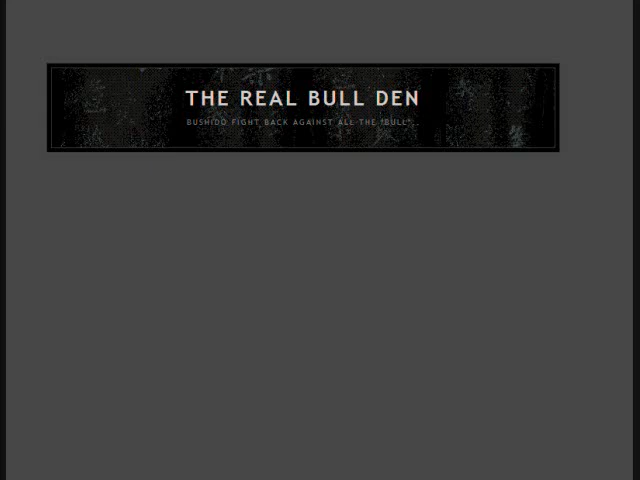 THE REAL BULL DEN
BUSHIDO FIGHT BACK AGAINST ALL THE "BULL"...